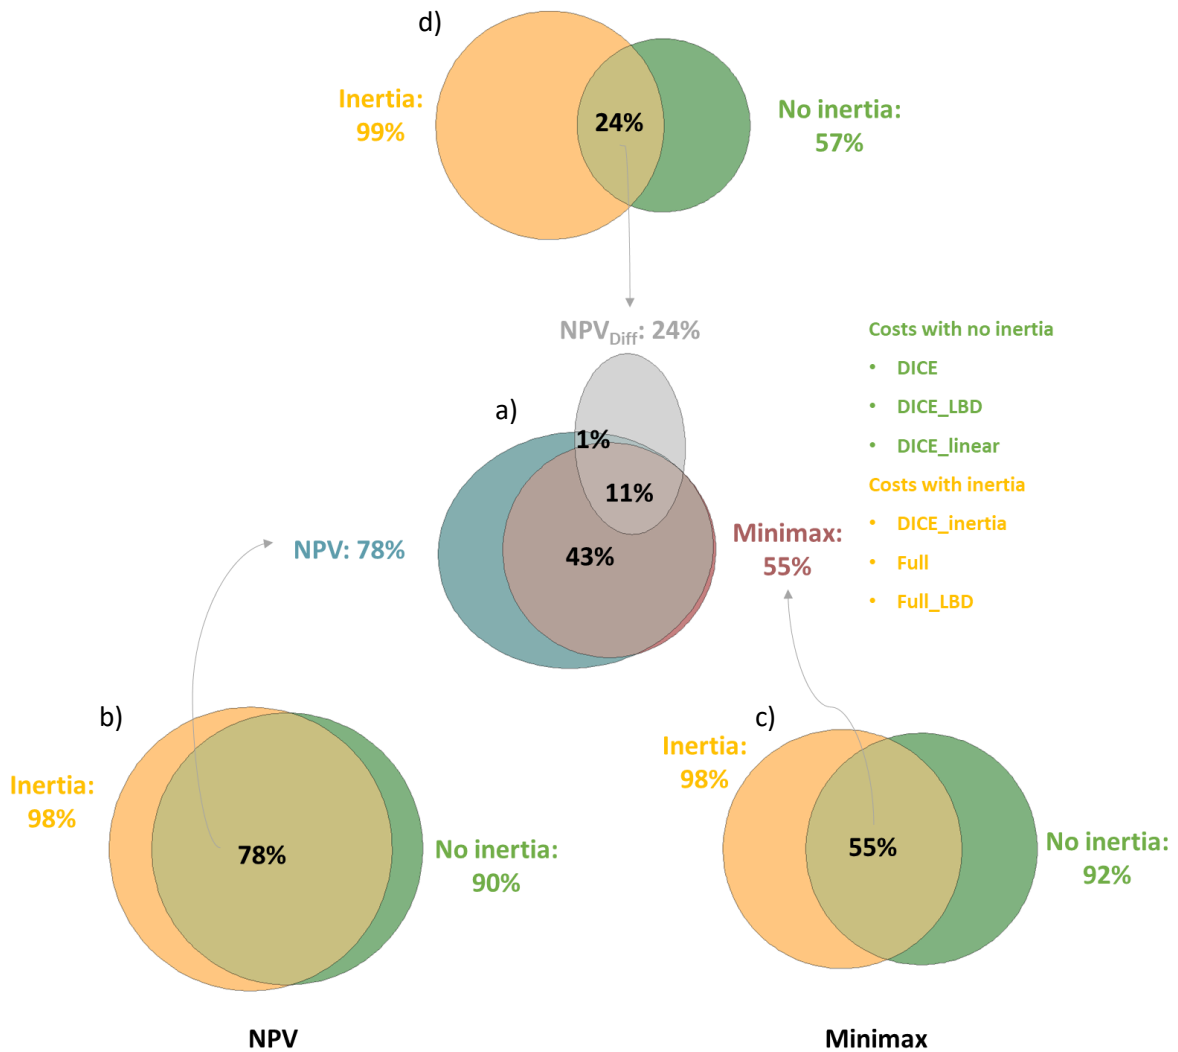 d)
Inertia:
99%
24%
No inertia:
57%
NPVDiff: 24%
Costs with no inertia
• DICE
• DICE_LBD
• DICE_linear
Costs with inertia
• DICE_inertia
• Full
• Full_LBD
a)
1%
11%
43%
NPV: 78%
Minimax:
55%
b)
Inertia:
98%
78%
No inertia:
90%
NPV
c)
Inertia:
98%
55%
No inertia:
92%
Minimax